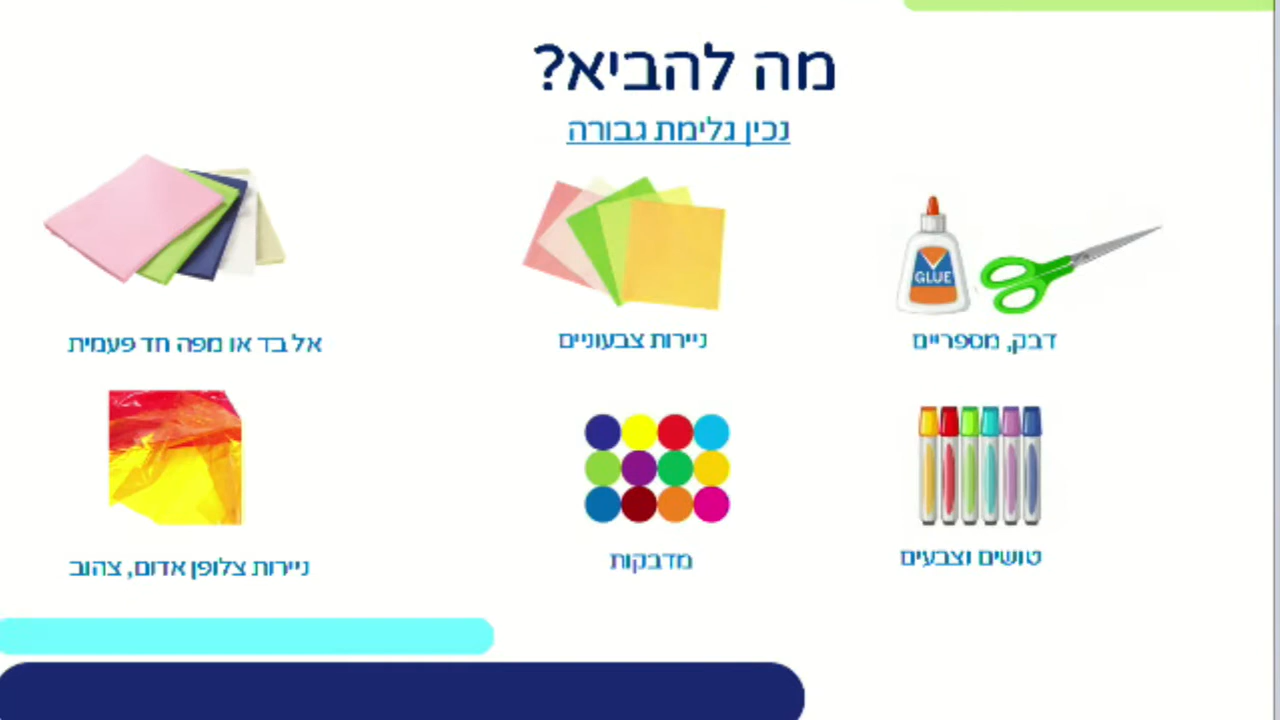 מה להביא?
נכין גלימת גבורה
GLUE
דבק, מספריים
ניירות צבעוניים
אל בד או מפה חד פעמית
טושים וצבעים
מדבקות
ניירות צלופן אדום, צהוב